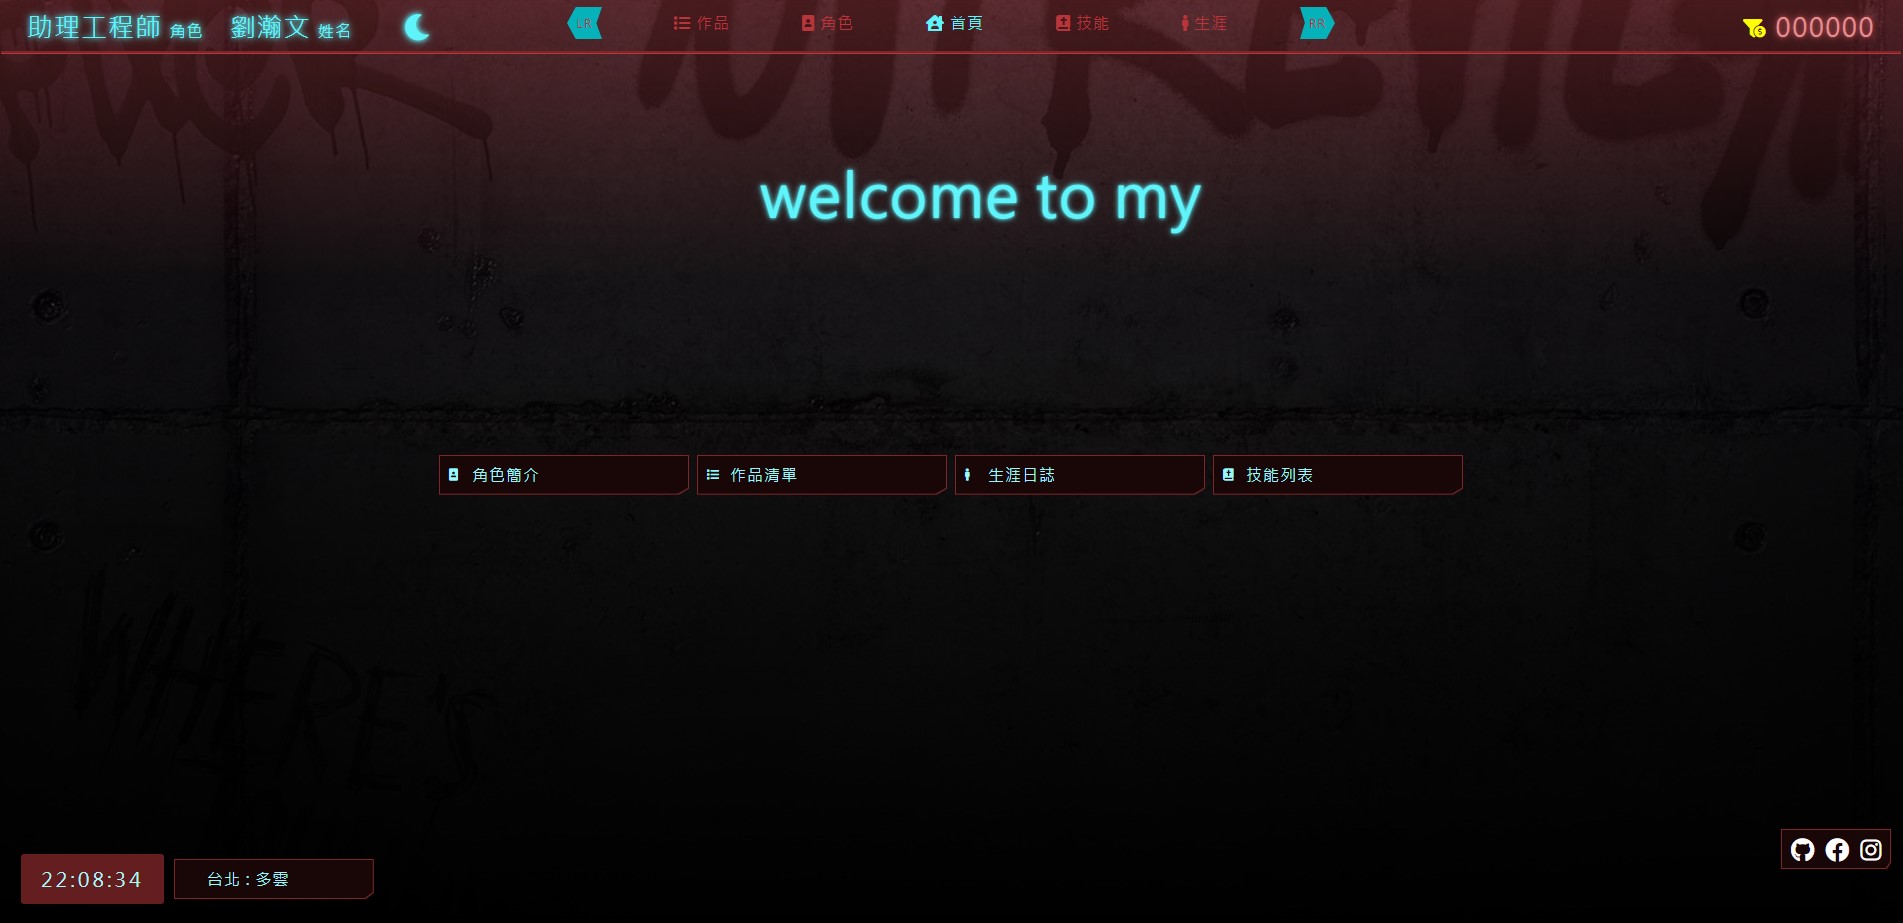 助理工程師 角色 劉瀚文 姓名
LR 作品 角色 首頁 技能 生涯 RR
000000
welcome to my
角色簡介 作品清單 生涯日誌 技能列表
WHERE'S
22:08:34 台北 : 多雲